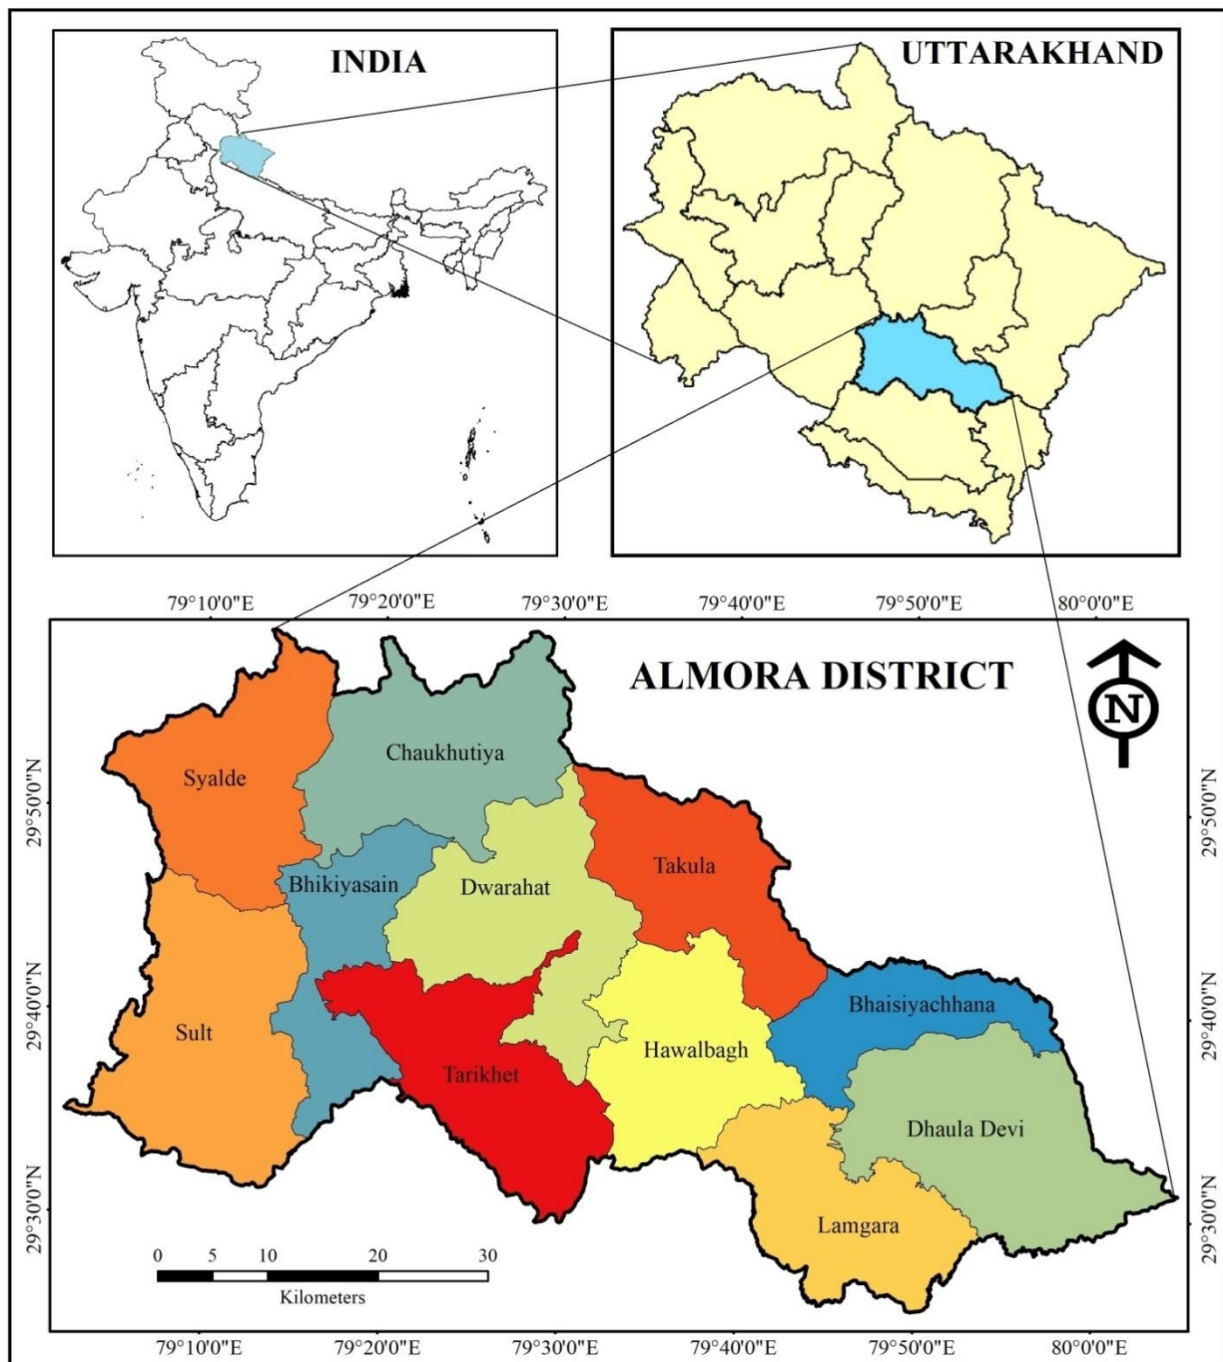 INDIA
UTTARAKHAND
79°10'0"E 79°20'0"E 79°30'0"E 79°40'0"E 79°50'0"E 80°0'0"E
ALMORA DISTRICT
N
Chaukhutiya
Syalde
29°50'0"N 29°50'0"N
Takula
Bhikiyasain
Dwarahat
29°40'0"N 29°40'0"N
Bhaisiyachhana
Sult
Hawalbagh
Tarikhet
Dhaula Devi
29°30'0"N 29°30'0"N
Lamgara
0 5 10 20 30
Kilometers
79°10'0"E 79°20'0"E 79°30'0"E 79°40'0"E 79°50'0"E 80°0'0"E